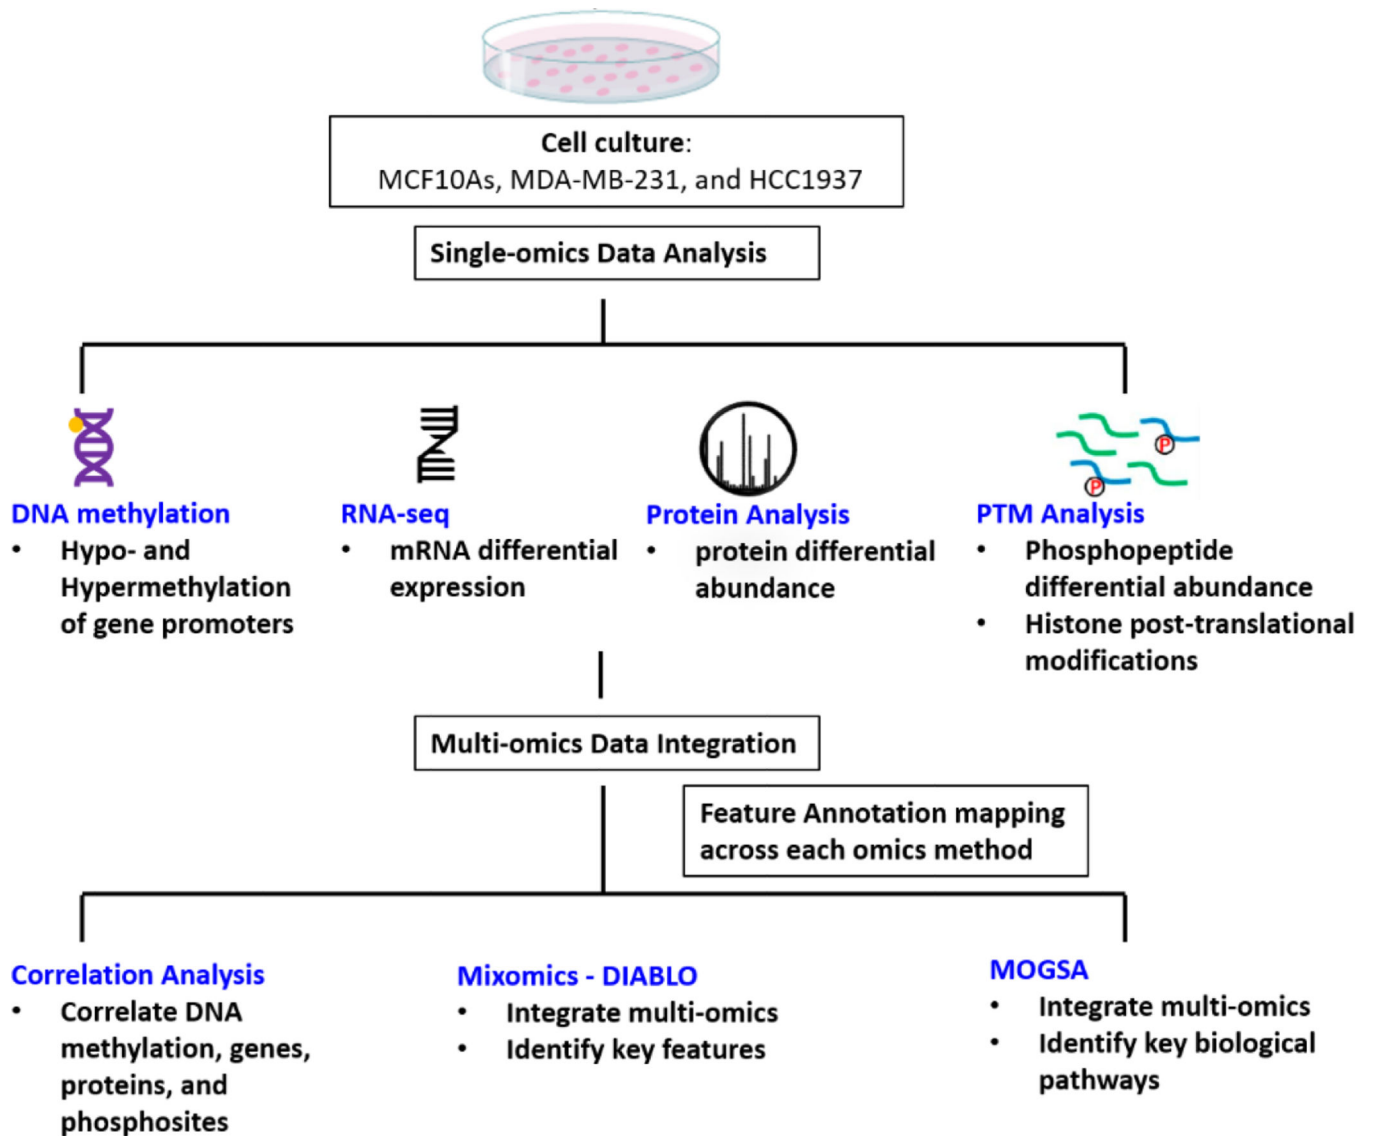 Cell culture:
MCF10As, MDA-MB-231, and HCC1937
Single-omics Data Analysis
P
P
DNA methylation
• Hypo- and
Hypermethylation
of gene promoters
RNA-seq
• mRNA differential
expression
Protein Analysis
• protein differential
abundance
PTM Analysis
• Phosphopeptide
differential abundance
• Histone post-translational
modifications
Multi-omics Data Integration
Feature Annotation mapping
across each omics method
Correlation Analysis
• Correlate DNA
methylation, genes,
proteins, and
phosphosites
Mixomics - DIABLO
• Integrate multi-omics
• Identify key features
MOGSA
• Integrate multi-omics
• Identify key biological
pathways